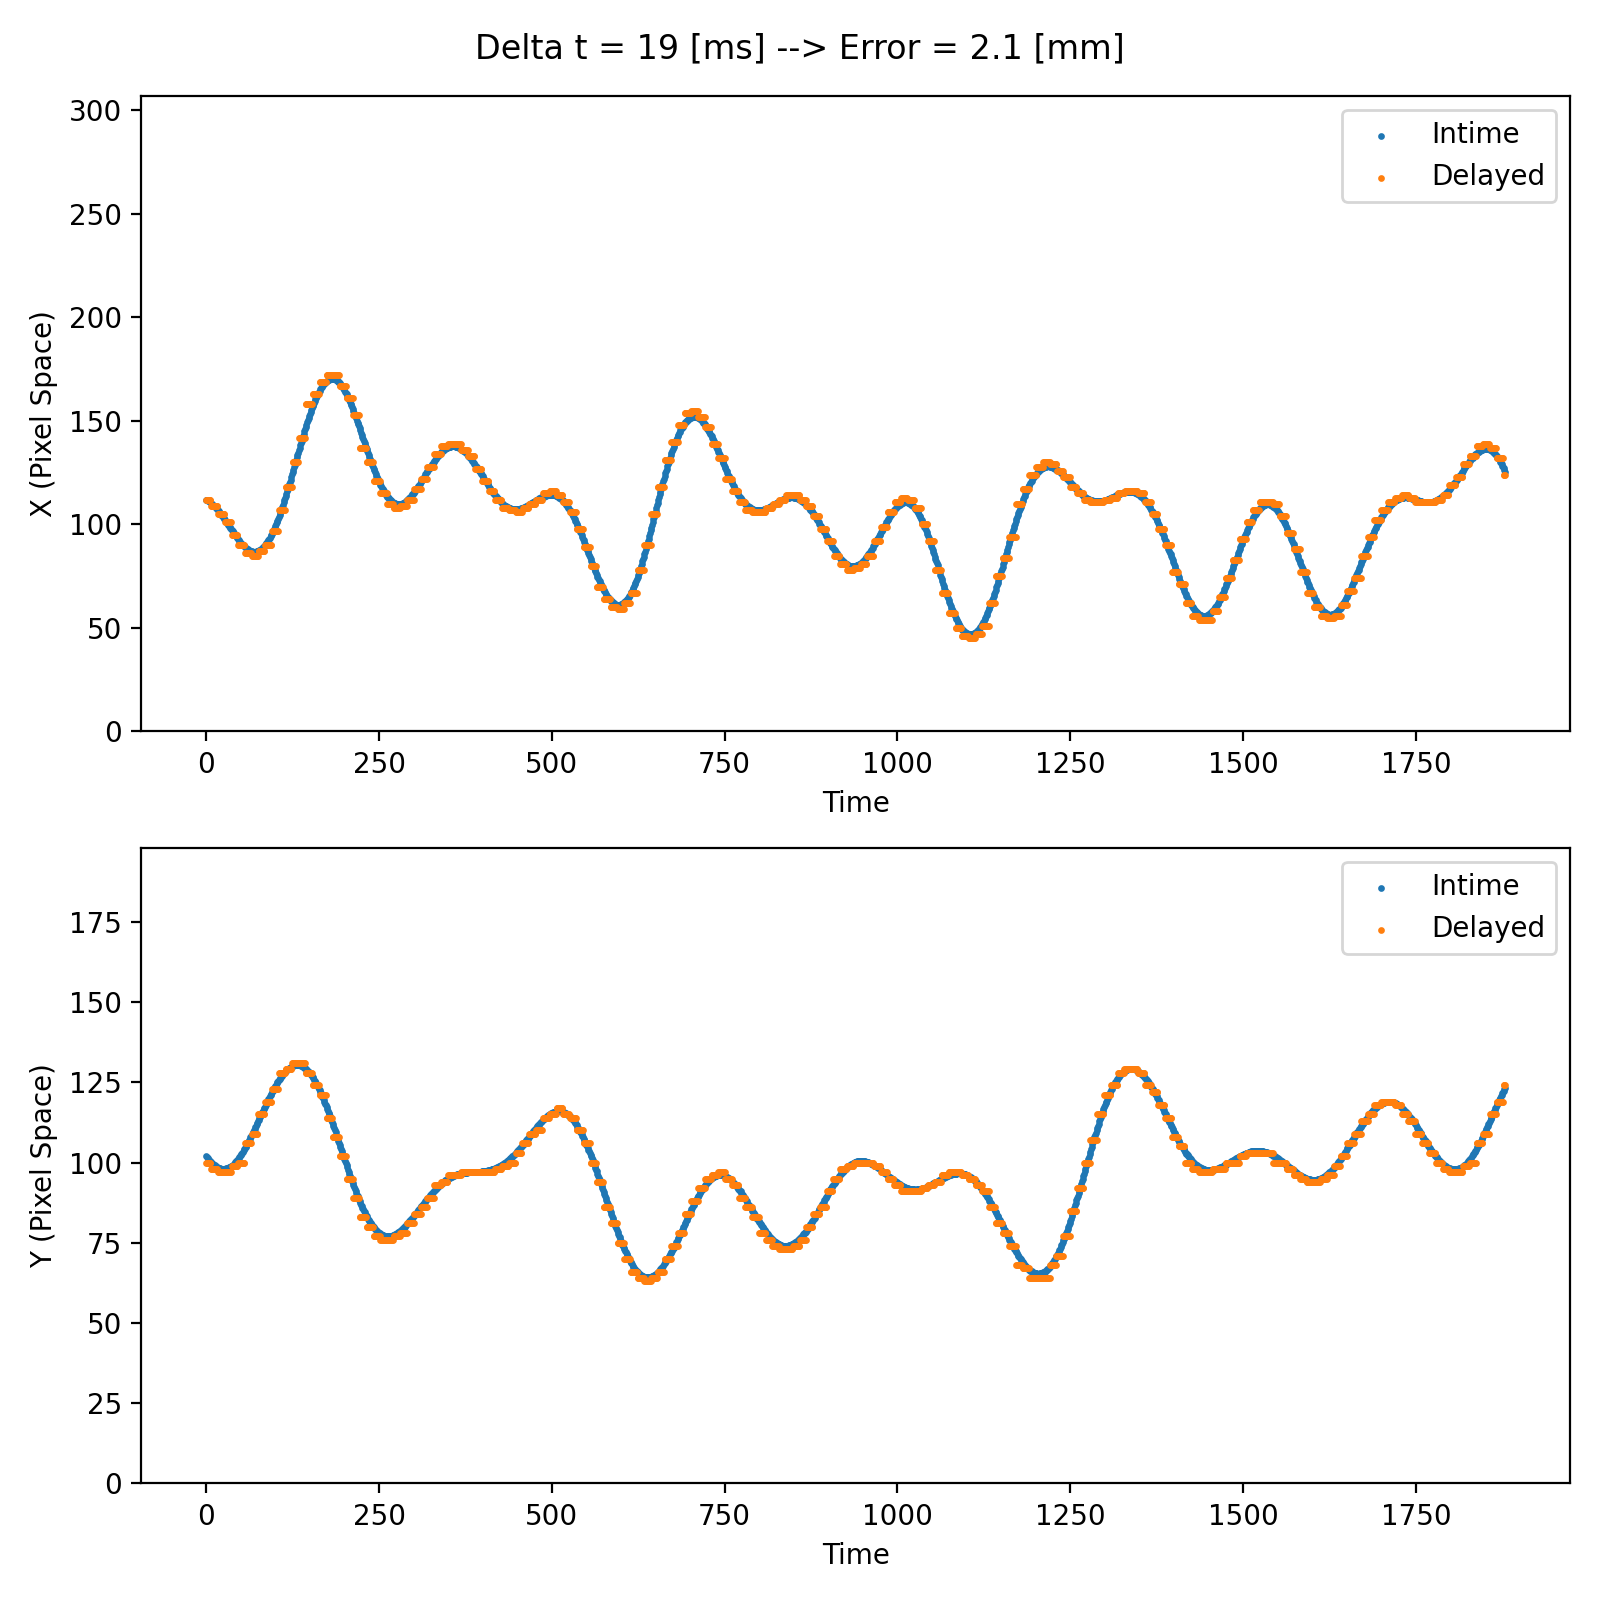 Delta t = 19 [ms] --> Error = 2.1 [mm]
300
250
200
150
100
50
0
X (Pixel Space)
Intime
Delayed
0 250 500 750 1000 1250 1500 1750
Time
175
150
125
100
75
50
25
0
Y (Pixel Space)
Intime
Delayed
0 250 500 750 1000 1250 1500 1750
Time